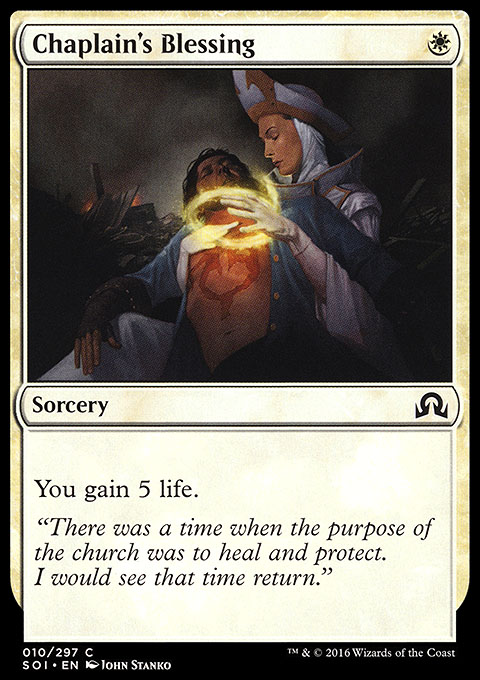 Chaplain's Blessing
Sorcery
You gain 5 life.
“There was a time when the purpose of
the church was to heal and protect.
I would see that time return.”
010/297 C
SOI • EN John Stanko
™ & © 2016 Wizards of the Coast